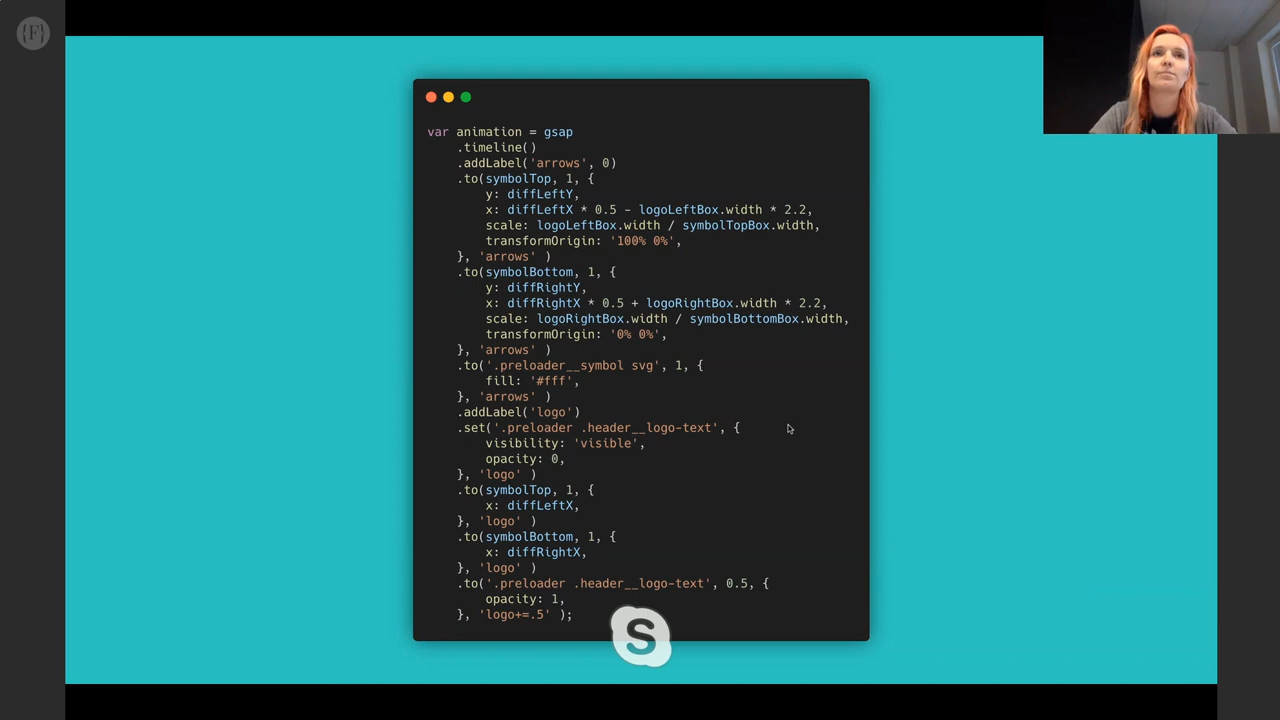 {F}
var animation = gsap
.timeline()
.addLabel('arrows', 0)
.to(symbolTop, 1, {
y: diffLeftY,
x: diffLeftX * 0.5 - logoLeftBox.width * 2.2,
scale: logoLeftBox.width / symbolTopBox.width,
transformOrigin: '100% 0%',
}, 'arrows' )
.to(symbolBottom, 1, {
y: diffRightY,
x: diffRightX * 0.5 + logoRightBox.width * 2.2,
scale: logoRightBox.width / symbolBottomBox.width,
transformOrigin: '0% 0%',
}, 'arrows' )
.to('.preloader__symbol svg', 1, {
fill: '#fff',
}, 'arrows' )
.addLabel('logo')
.set('.preloader .header__logo-text', {
visibility: 'visible',
opacity: 0,
}, 'logo' )
.to(symbolTop, 1, {
x: diffLeftX,
}, 'logo' )
.to(symbolBottom, 1, {
x: diffRightX,
}, 'logo' )
.to('.preloader .header__logo-text', 0.5, {
opacity: 1,
}, 'logo+=.5' );
S